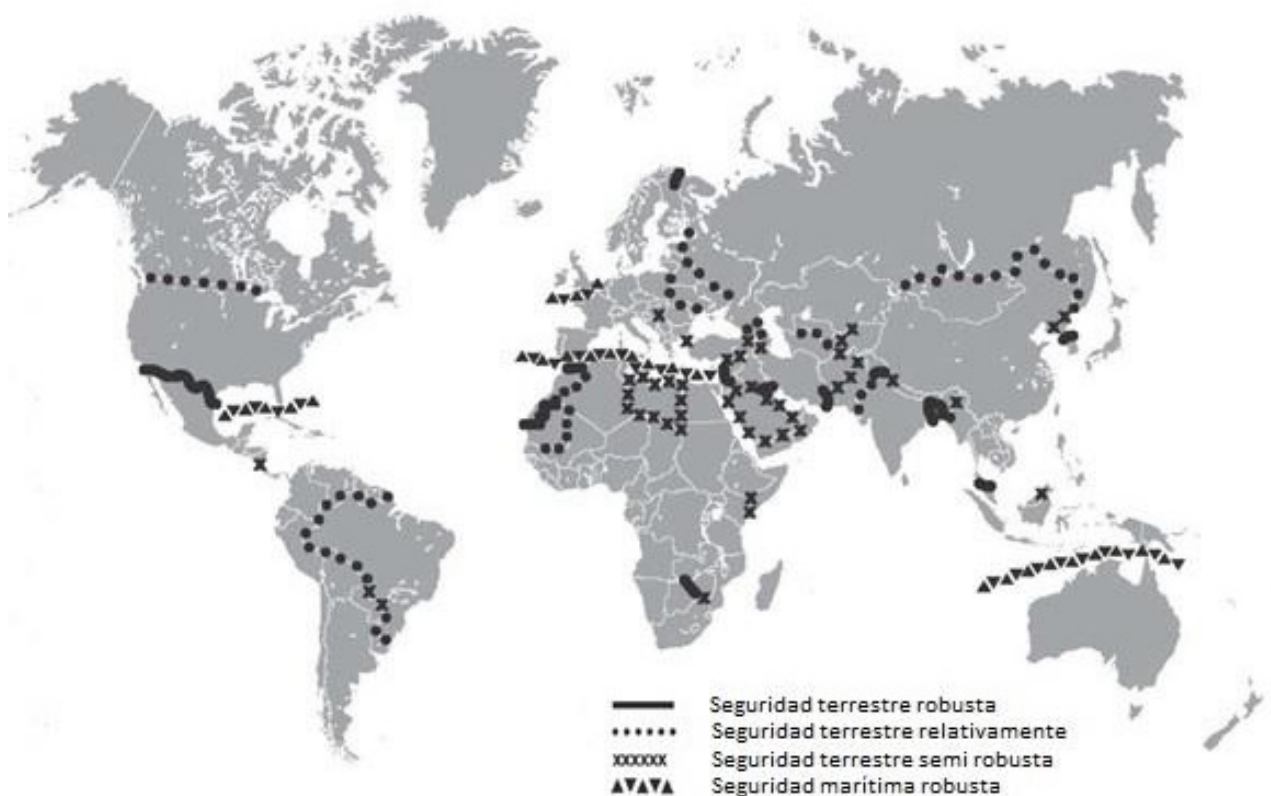 Seguridad terrestre robusta
Seguridad terrestre relativamente
Seguridad terrestre semi robusta
Seguridad marítima robusta